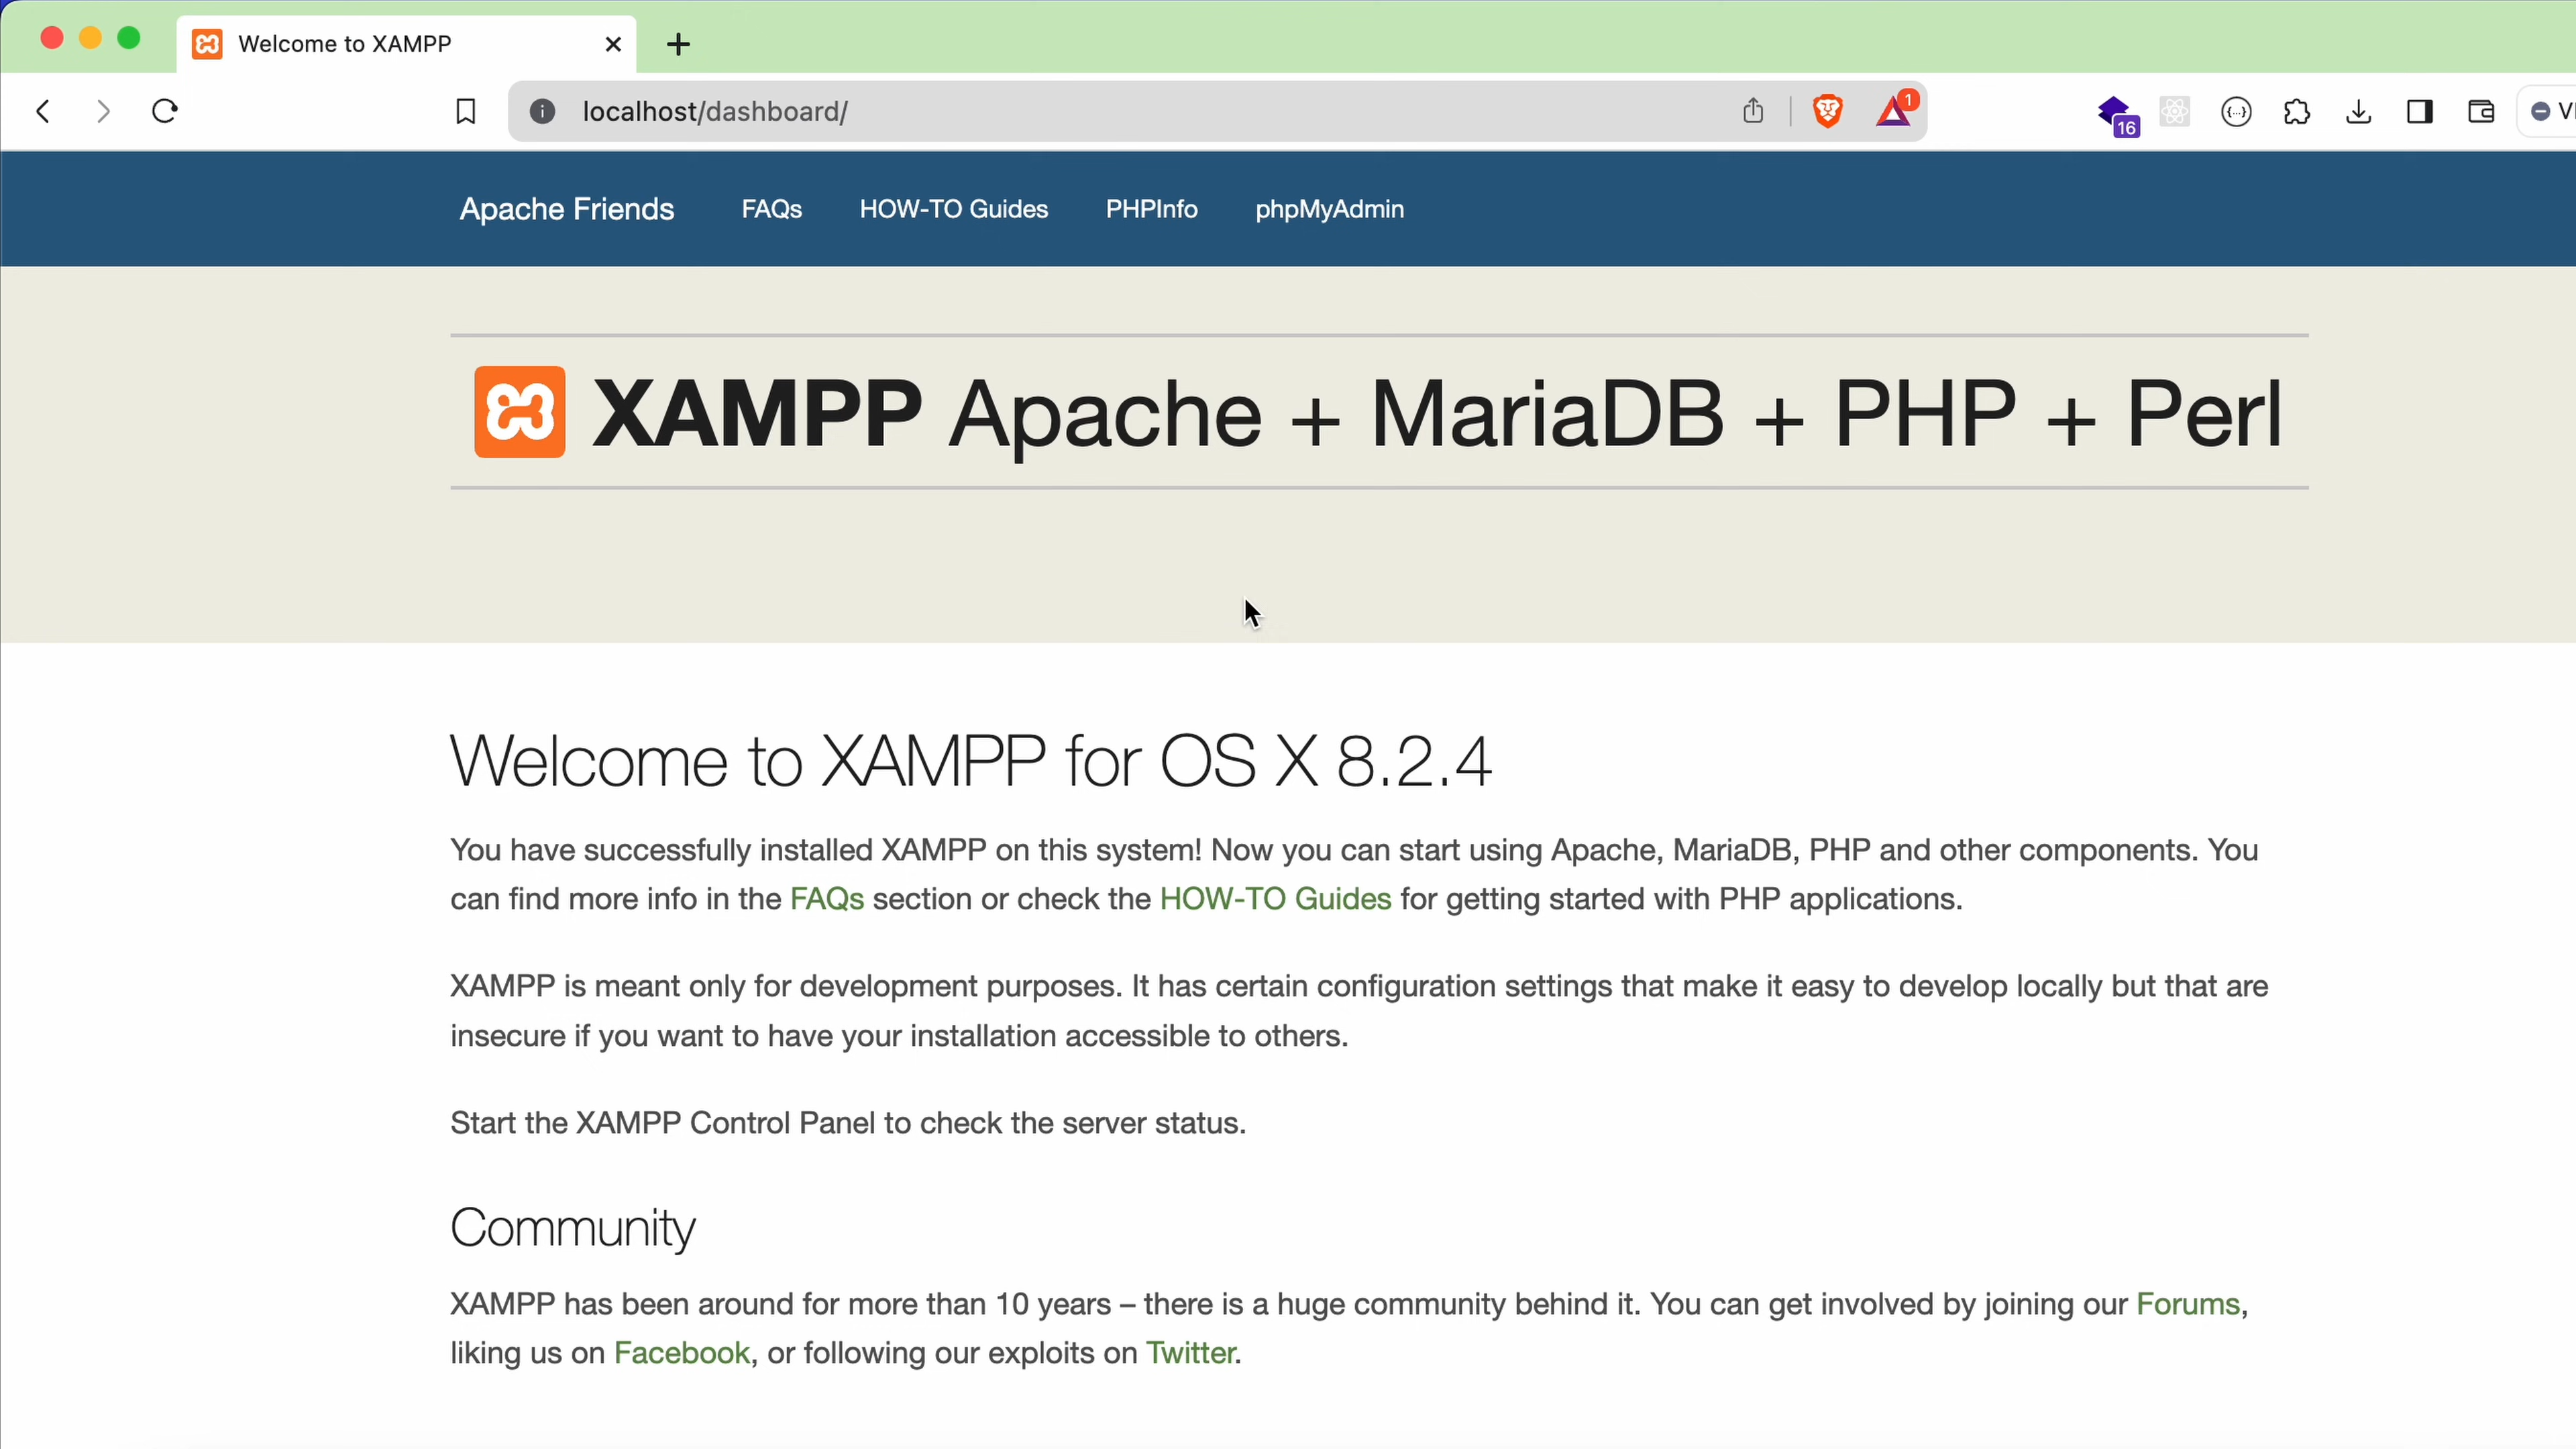 Welcome to XAMPP
localhost/dashboard/
1
16
Apache Friends FAQs HOW-TO Guides PHPInfo phpMyAdmin
XAMPP Apache + MariaDB + PHP + Perl
Welcome to XAMPP for OS X 8.2.4
You have successfully installed XAMPP on this system! Now you can start using Apache, MariaDB, PHP and other components. You
can find more info in the FAQs section or check the HOW-TO Guides for getting started with PHP applications.
XAMPP is meant only for development purposes. It has certain configuration settings that make it easy to develop locally but that are
insecure if you want to have your installation accessible to others.
Start the XAMPP Control Panel to check the server status.
Community
XAMPP has been around for more than 10 years – there is a huge community behind it. You can get involved by joining our Forums,
liking us on Facebook, or following our exploits on Twitter.